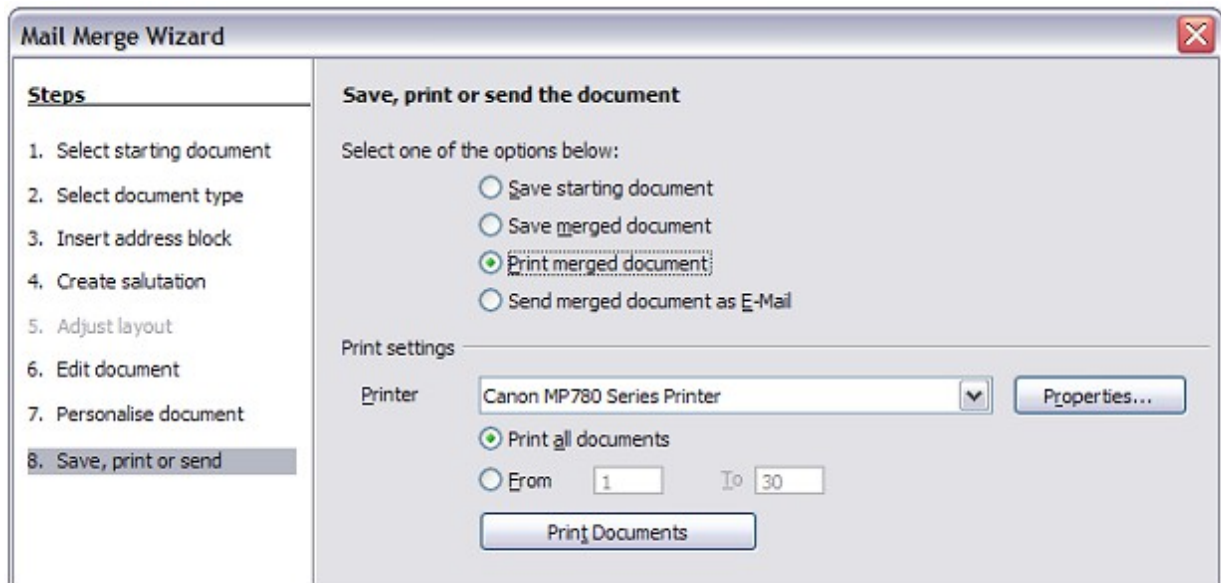 Mail Merge Wizard
Steps
1. Select starting document
2. Select document type
3. Insert address block
4. Create salutation
5. Adjust layout
6. Edit document
7. Personalise document
8. Save, print or send
Save, print or send the document
Select one of the options below:
Save starting document
Save merged document
Print merged document
Send merged document as E-Mail
Print settings
Printer Canon MP780 Series Printer Properties...
Print all documents
From 1 To 30
Print Documents